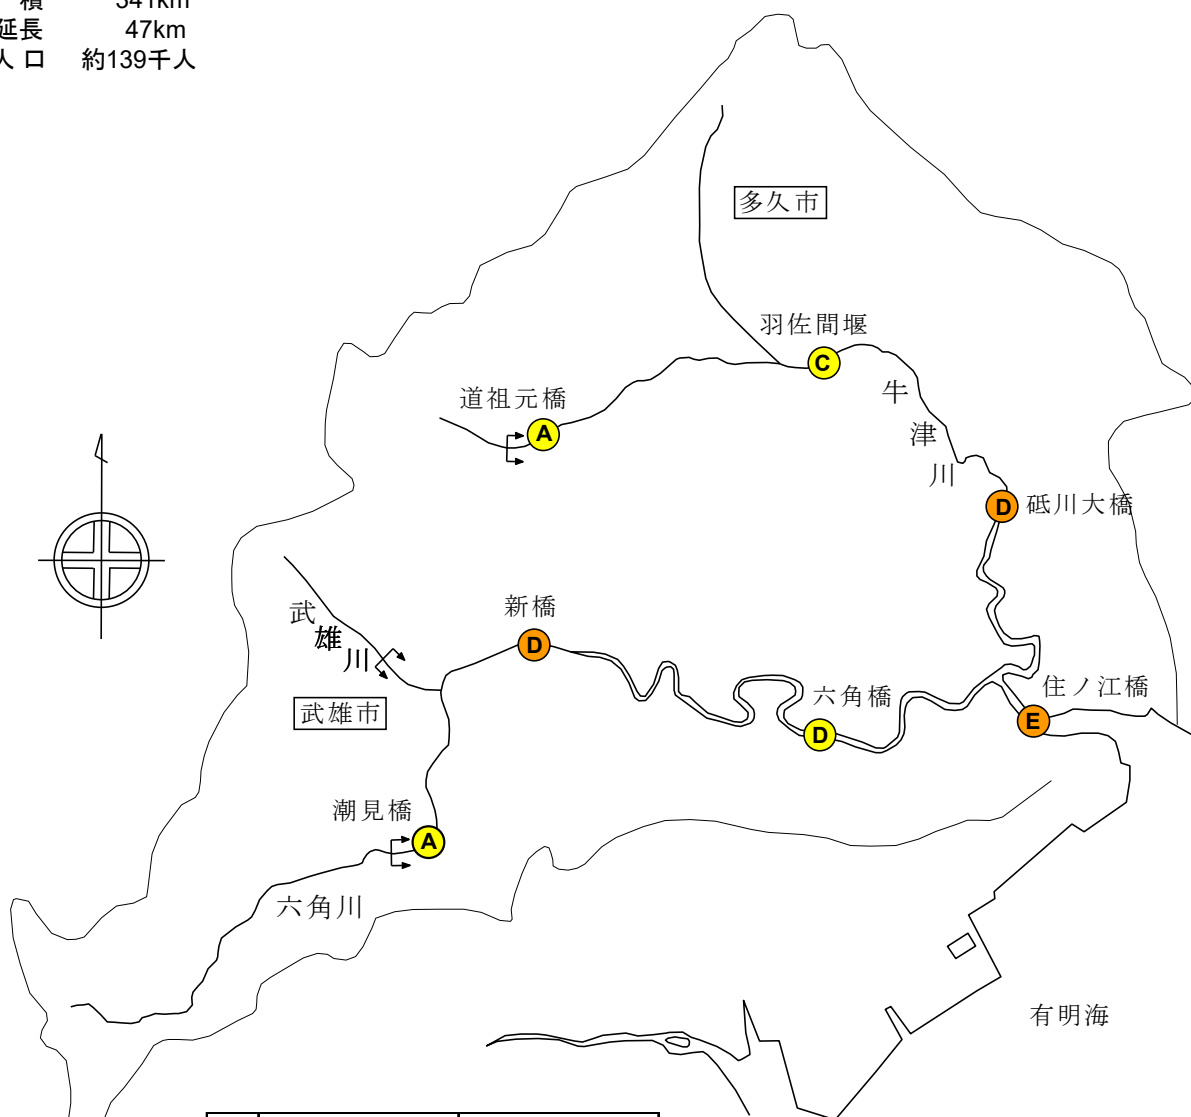 積 341km
延長 47km
人口 約139千人
多久市
羽佐間堰
C
牛津川
道祖元橋
A
D 砥川大橋
武雄川
新橋
D
住ノ江橋
E
六角橋
D
武雄市
潮見橋
A
六角川
有明海